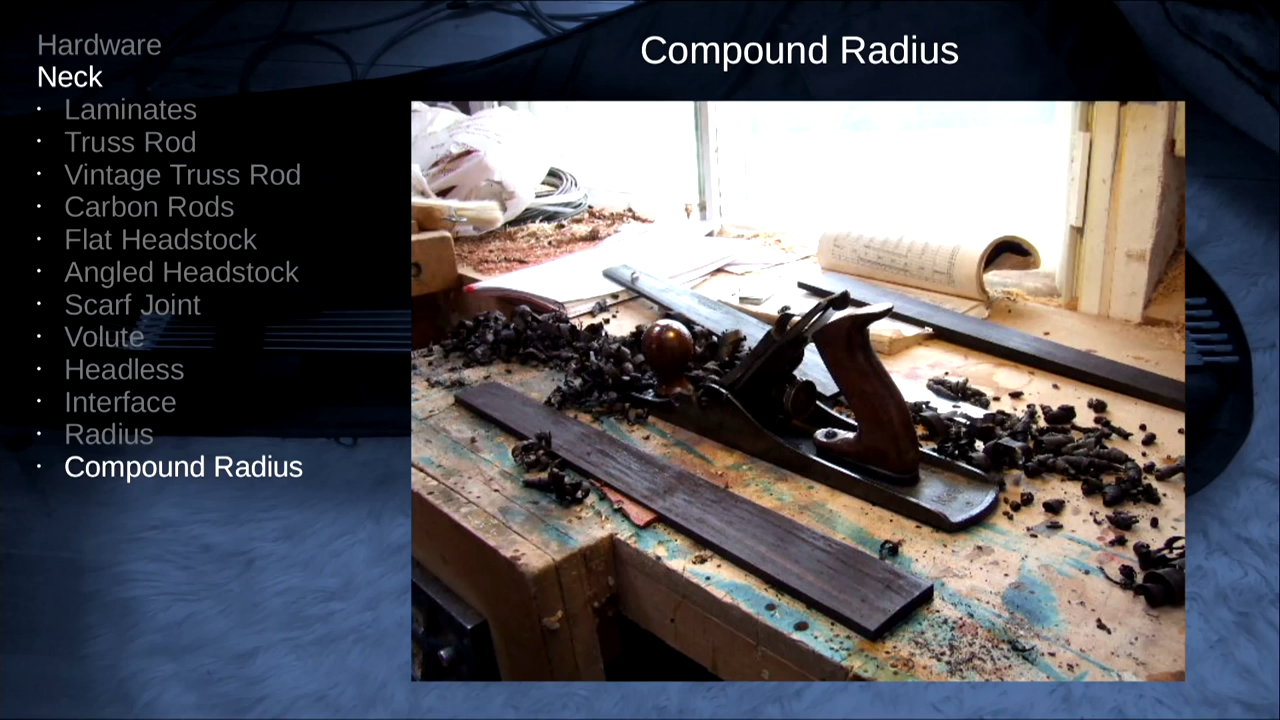 Hardware
Neck
· Laminates
· Truss Rod
· Vintage Truss Rod
· Carbon Rods
· Flat Headstock
· Angled Headstock
· Scarf Joint
· Volute
· Headless
· Interface
· Radius
· Compound Radius
Compound Radius